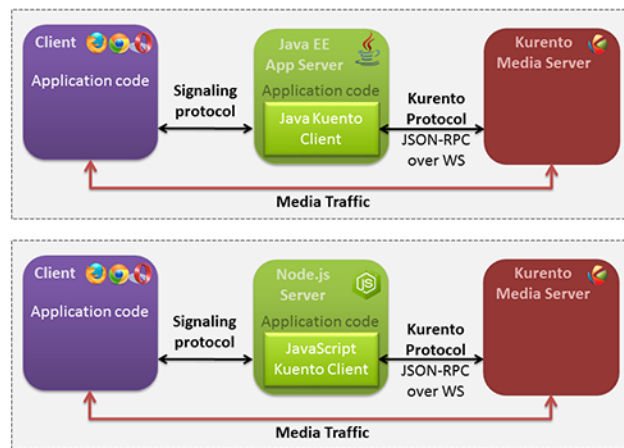 Client
Application code
Signaling
protocol
Java EE
App Server
Application code
Java Kuento
Client
Kurento
Protocol
JSON-RPC
over WS
Kurento
Media Server
Media Traffic
Client
Application code
Signaling
protocol
Node.js
Server
JS
Application code
JavaScript
Kuento Client
Kurento
Protocol
JSON-RPC
over WS
Kurento
Media Server
Media Traffic